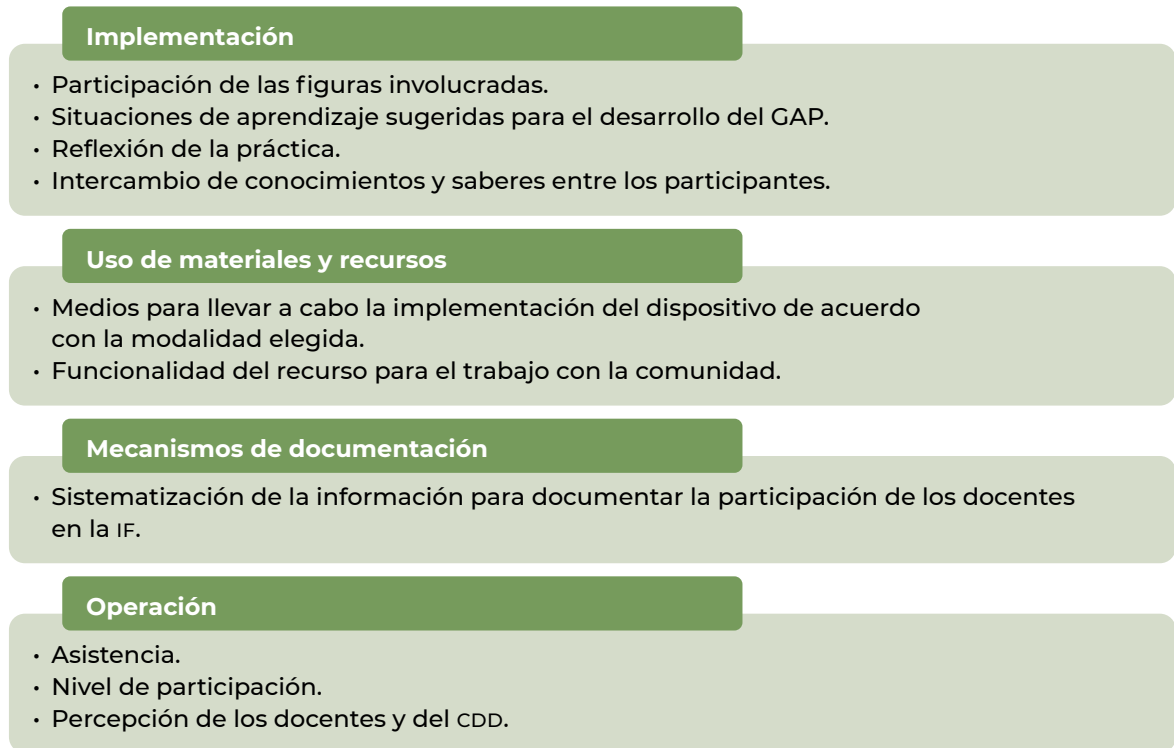 Implementación
• Participación de las figuras involucradas.
• Situaciones de aprendizaje sugeridas para el desarrollo del GAP.
• Reflexión de la práctica.
• Intercambio de conocimientos y saberes entre los participantes.
Uso de materiales y recursos
• Medios para llevar a cabo la implementación del dispositivo de acuerdo
con la modalidad elegida.
• Funcionalidad del recurso para el trabajo con la comunidad.
Mecanismos de documentación
• Sistematización de la información para documentar la participación de los docentes
en la IF.
Operación
• Asistencia.
• Nivel de participación.
• Percepción de los docentes y del CDD.